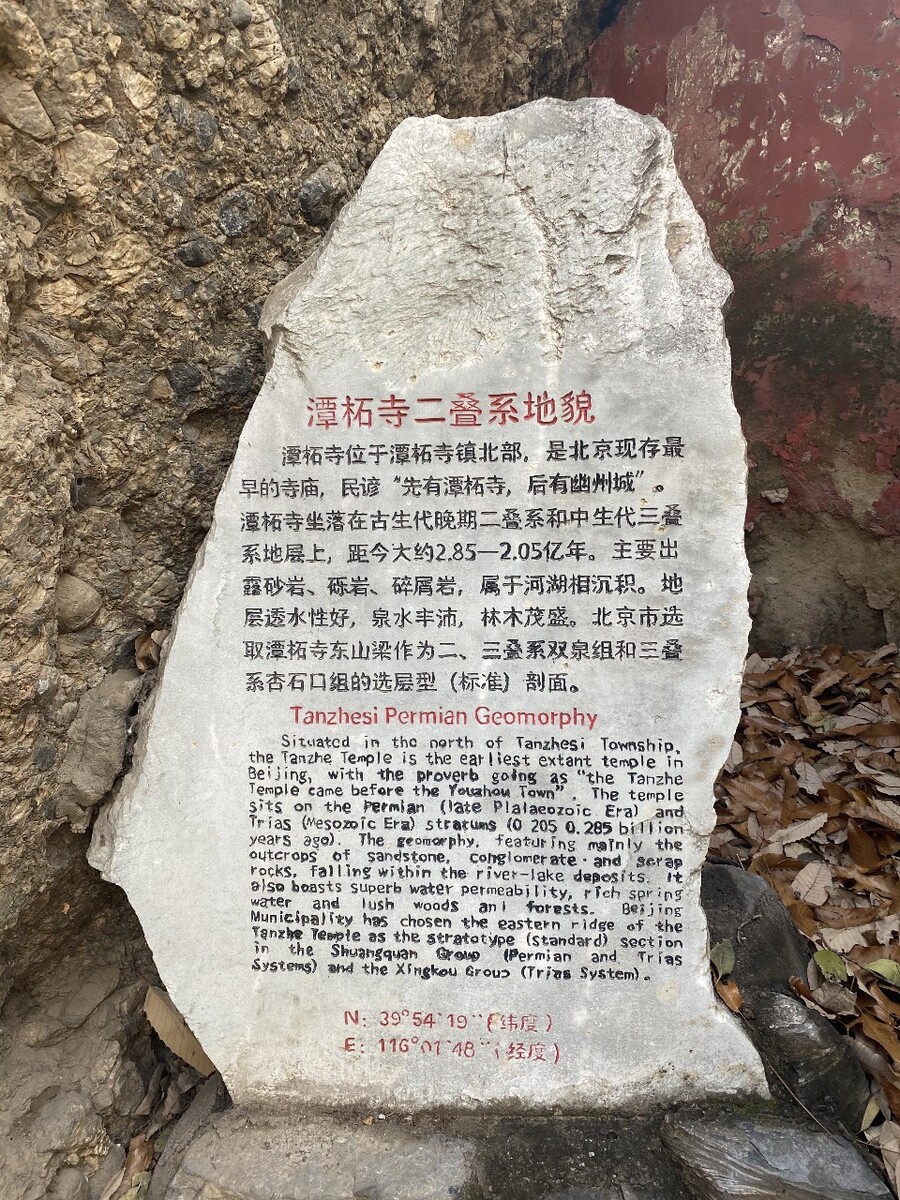 潭柘寺二叠系地貌
潭柘寺位于潭柘寺镇北部，是北京现存最
早的寺庙，民谚“先有潭柘寺，后有幽州城”。
潭柘寺坐落在古生代晚期二叠系和中生代三叠
系地层上，距今大约2.85—2.05亿年。主要出
露砂岩、砾岩、碎屑岩，属于河湖相沉积。地
层透水性好，泉水丰沛，林木茂盛。北京市选
取潭柘寺东山梁作为二、三叠系双泉组和三叠
系杏石口组的选层型（标准）剖面。
Tanzhesi Permian Geomorphy
Situated in the north of Tanzhesi Township,
the Tanzhe Temple is the earliest extant temple in
Beijing, with the proverb going as “the Tanzhe
Temple came before the Youzhou Town”. The temple
sits on the Permian (late Plalaeozoic Era) and
Trias (Mesozoic Era) stratums (0 205 0.285 billion
years ago). The geomorphy, featuring mainly the
outcrops of sandstone, conglomerate and scrap
rocks, falling within the river-lake deposits. It
also boasts superb water permeability, rich spring
water and lush woods and forests. Beijing
Municipality has chosen the eastern ridge of the
Tanzhe Temple as the stratotype (standard) section
in the Shuangquan Group (Permian and Trias
Systems) and the Xingkou Group (Trias System).
N: 39°54′19″(纬度)
E: 116°01′48″(经度)